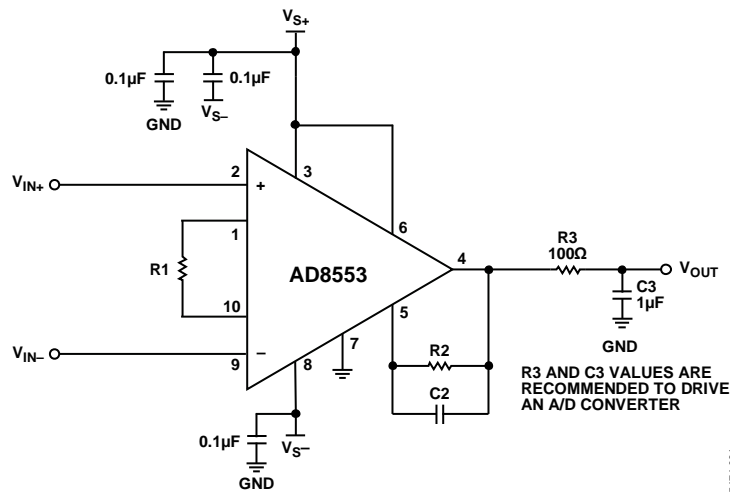 VS+
0.1µF
0.1µF
VS–
GND
3
2
VIN+
+
6
1
R1
AD8553
4
R3
100Ω
VOUT
C3
1µF
10
5
GND
VIN–
9
–
8
7
R2
C2
R3 AND C3 VALUES ARE
RECOMMENDED TO DRIVE
AN A/D CONVERTER
0.1µF
VS–
GND